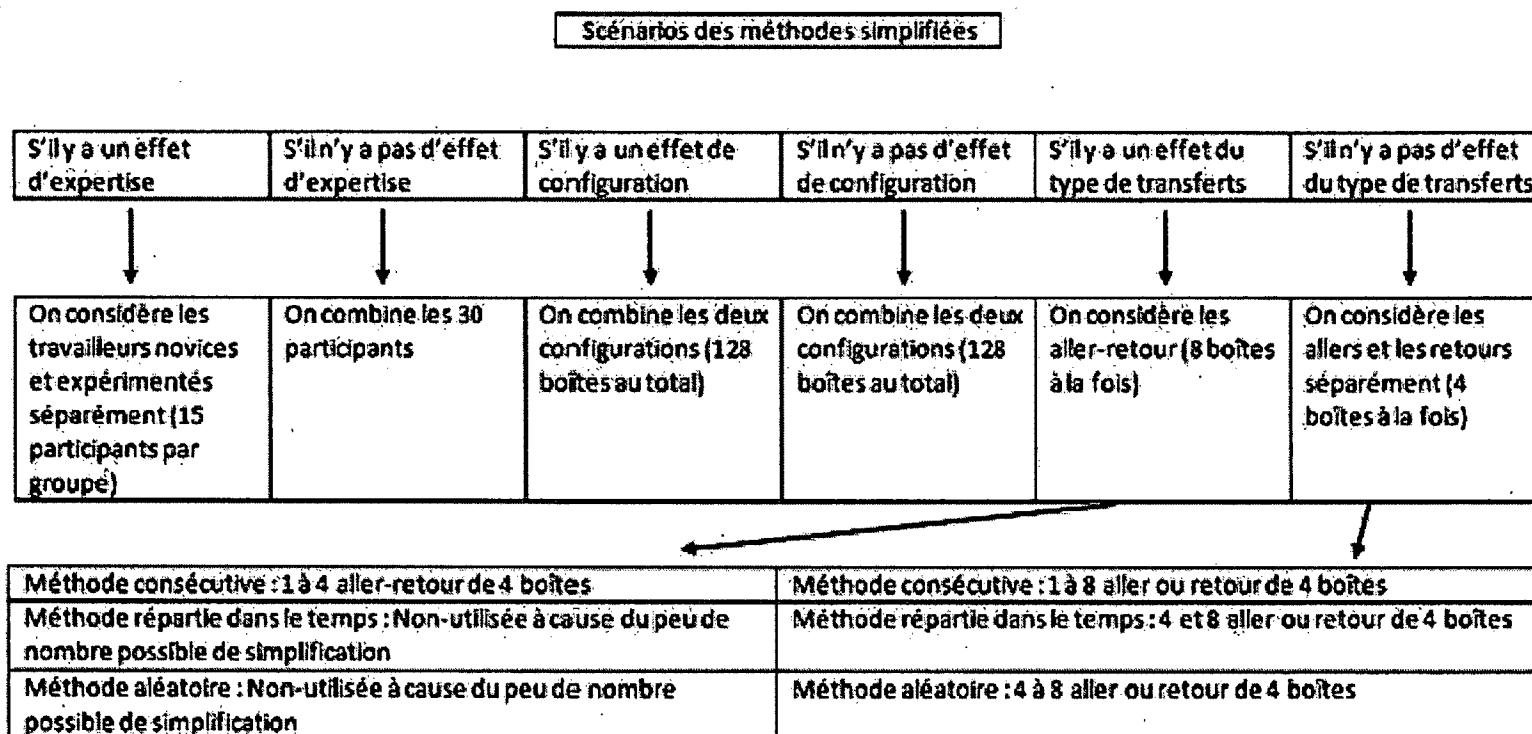 Scénarios des méthodes simplifiées
S'il y a un effet
d'expertise
S'il n'y a pas d'effet
d'expertise
S'il y a un effet de
configuration
S'il n'y a pas d'effet
de configuration
S'il y a un effet du
type de transferts
S'il n'y a pas d'effet
du type de transferts
On considère les
travailleurs novices
et expérimentés
séparément (15
participants par
groupe)
On combine les 30
participants
On combine les deux
configurations (128
boîtes au total)
On combine les deux
configurations (128
boîtes au total)
On considère les
aller-retour (8 boîtes
à la fois)
On considère les
allers et les retours
séparément (4
boîtes à la fois)
Méthode consécutive : 1 à 4 aller-retour de 4 boîtes
Méthode consécutive : 1 à 8 aller ou retour de 4 boîtes
Méthode répartie dans le temps : Non-utilisée à cause du peu de
nombre possible de simplification
Méthode répartie dans le temps : 4 et 8 aller ou retour de 4 boîtes
Méthode aléatoire : Non-utilisée à cause du peu de nombre
possible de simplification
Méthode aléatoire : 4 à 8 aller ou retour de 4 boîtes